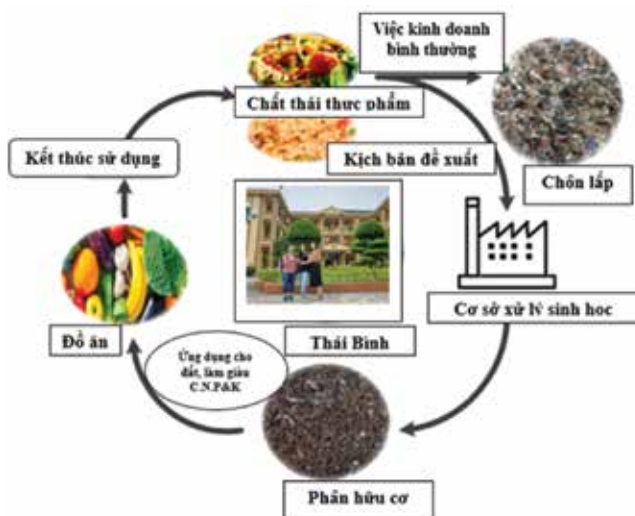 Việc kinh doanh
bình thường
Chất thải thực phẩm
Kết thúc sử dụng
Kịch bản đề xuất
Chôn lấp
Cơ sở xử lý sinh học
Đồ ăn
Thái Bình
Ứng dụng cho
đất, làm giàu
C.N.P&K
Phân hữu cơ